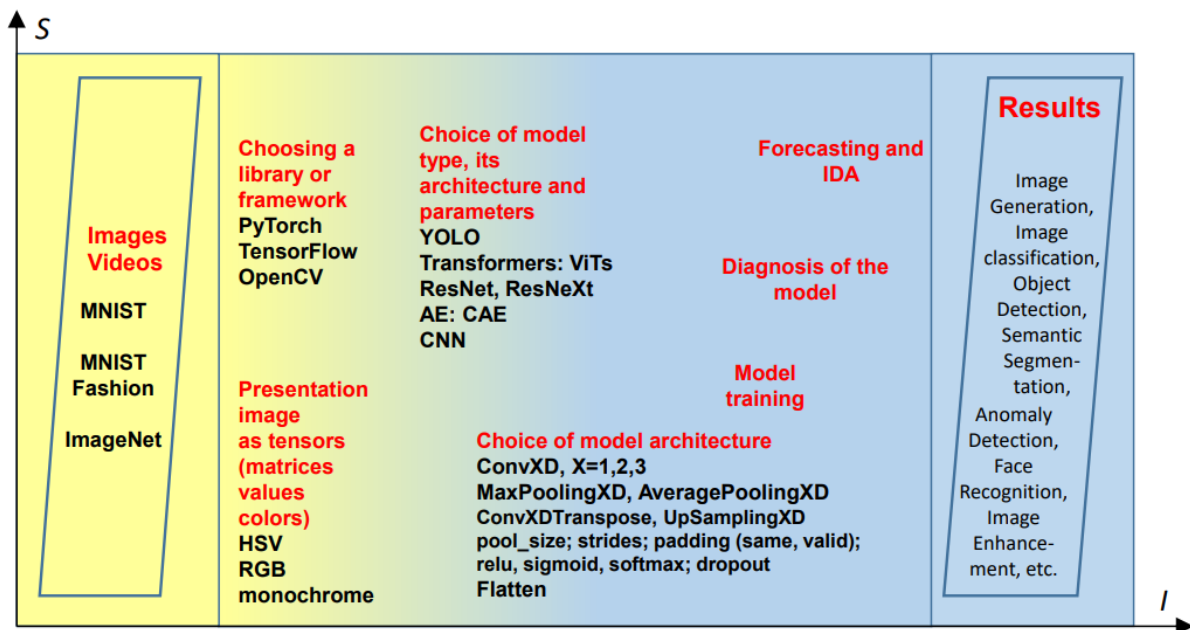 S
Images
Videos
MNIST
MNIST
Fashion
ImageNet
Choosing a
library or
framework
PyTorch
TensorFlow
OpenCV
Presentation
image
as tensors
(matrices
values
colors)
HSV
RGB
monochrome
Choice of model
type, its
architecture and
parameters
YOLO
Transformers: ViTs
ResNet, ResNeXt
AE: CAE
CNN
Choice of model architecture
ConvXD, X=1,2,3
MaxPoolingXD, AveragePoolingXD
ConvXDTranspose, UpSamplingXD
pool_size; strides; padding (same, valid);
relu, sigmoid, softmax; dropout
Flatten
Forecasting and
IDA
Diagnosis of the
model
Model
training
Results
Image
Generation,
Image
classification,
Object
Detection,
Semantic
Segmen-
tation,
Anomaly
Detection,
Face
Recognition,
Image
Enhance-
ment, etc.
I